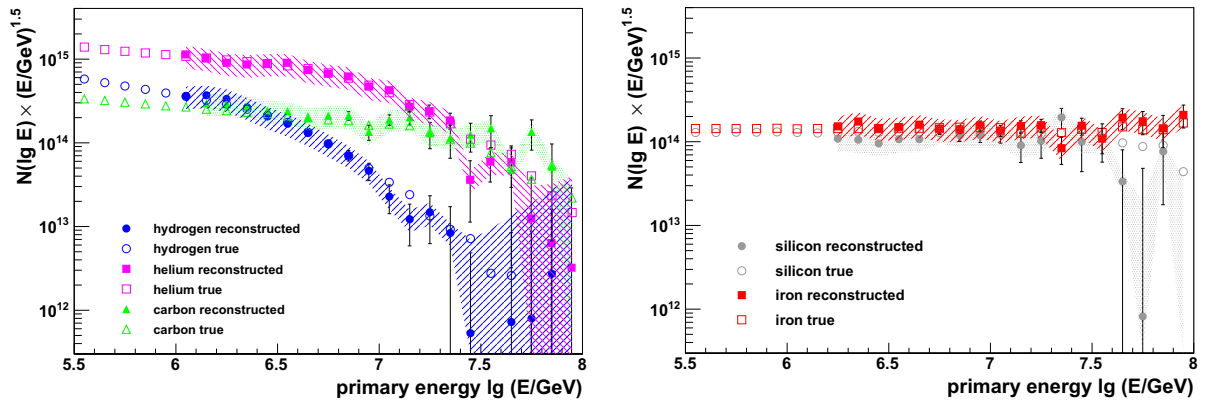 N(lg E) × (E/GeV)^1.5
10^15
10^14
10^13
10^12
hydrogen reconstructed
hydrogen true
helium reconstructed
helium true
carbon reconstructed
carbon true
5.5 6 6.5 7 7.5 8
primary energy lg (E/GeV)
N(lg E) × (E/GeV)^1.5
10^15
10^14
10^13
10^12
silicon reconstructed
silicon true
iron reconstructed
iron true
5.5 6 6.5 7 7.5 8
primary energy lg (E/GeV)